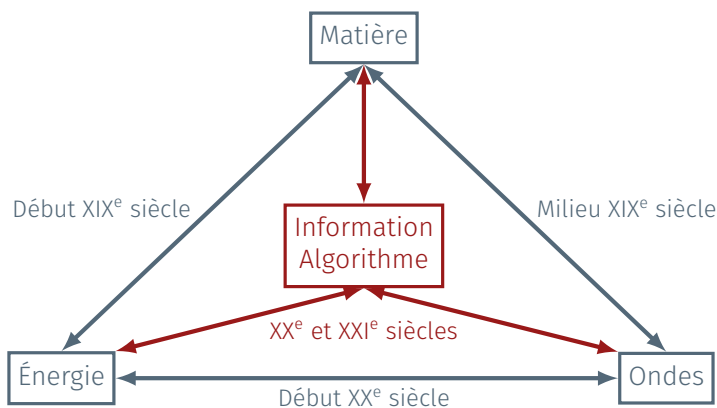 Matière
Début XIXᵉ siècle
Milieu XIXᵉ siècle
Information
Algorithme
XXᵉ et XXIᵉ siècles
Énergie
Ondes
Début XXᵉ siècle